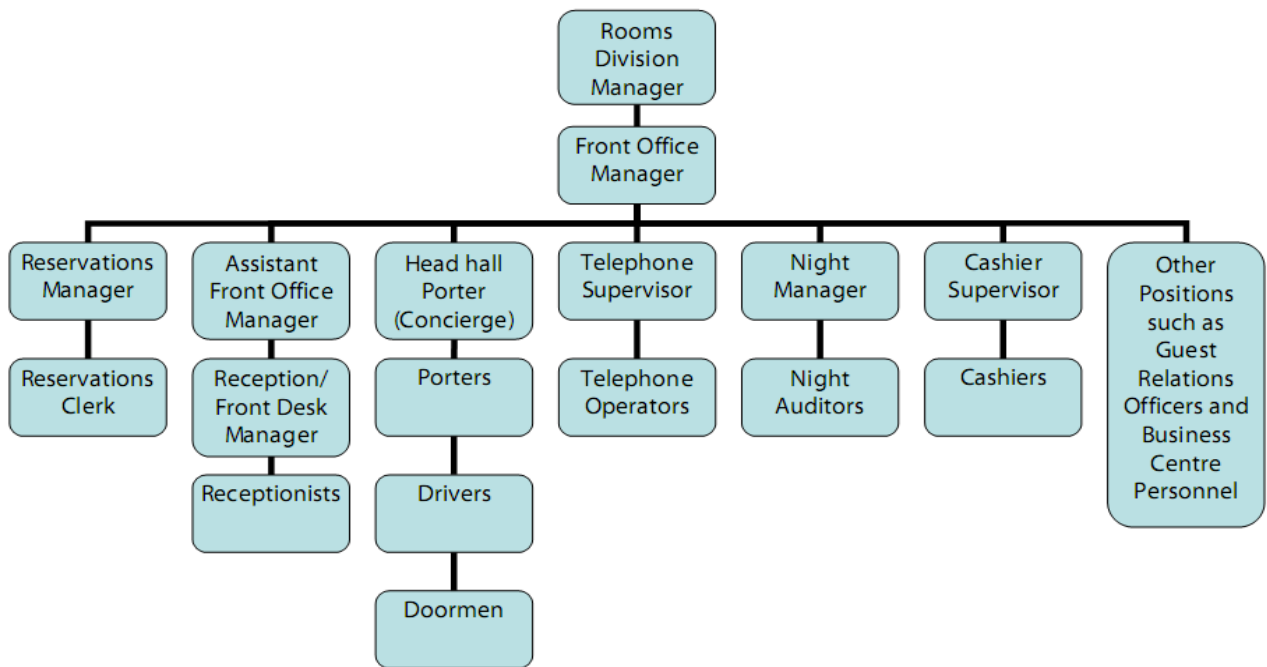 Rooms
Division
Manager
Front Office
Manager
Reservations
Manager
Assistant
Front Office
Manager
Head hall
Porter
(Concierge)
Telephone
Supervisor
Night
Manager
Cashier
Supervisor
Other
Positions
such as
Guest
Relations
Officers and
Business
Centre
Personnel
Reservations
Clerk
Reception/
Front Desk
Manager
Porters
Telephone
Operators
Night
Auditors
Cashiers
Receptionists
Drivers
Doormen